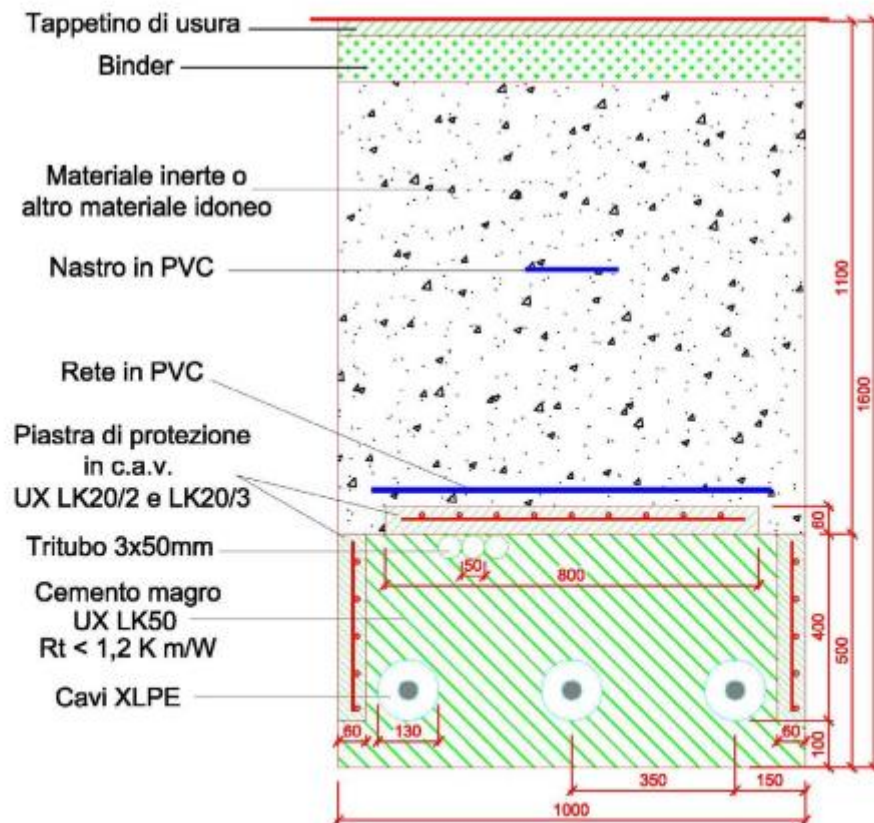 Tappetino di usura
Binder
Materiale inerte o
altro materiale idoneo
Nastro in PVC
Rete in PVC
Piastra di protezione
in c.a.v.
UX LK20/2 e LK20/3
Tritubo 3x50mm
Cemento magro
UX LK50
Rt < 1,2 K m/W
Cavi XLPE
1100
1600
60
50
800
400
500
60
130
60
100
350
150
1000